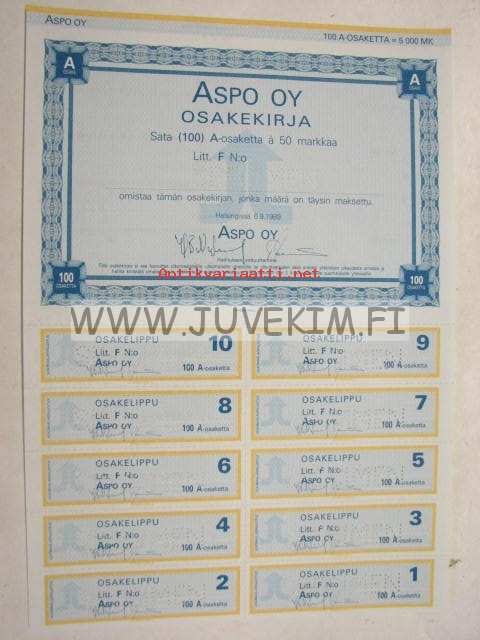 ASPO OY
100 A-OSAKETTA = 5 000 MK
A
A
ASPO OY
OSAKEKIRJA
Sata (100) A-osaketta à 50 markkaa
Litt. F N:o
omistaa tämän osakekirjan, jonka määrä on täysin maksettu.
Helsingissä
ASPO OY
100
OSAKETTA
100
OSAKETTA
Antikvariaatti.net
WWW.JUVEKIM.FI
OSAKELIPPU 10
Litt. F N:o
ASPO OY 100 A-osaketta
OSAKELIPPU 9
Litt. F N:o
ASPO OY 100 A-osaketta
OSAKELIPPU 8
Litt. F N:o
ASPO OY 100 A-osaketta
OSAKELIPPU 7
Litt. F N:o
ASPO OY 100 A-osaketta
OSAKELIPPU 6
Litt. F N:o
ASPO OY 100 A-osaketta
OSAKELIPPU 5
Litt. F N:o
ASPO OY 100 A-osaketta
OSAKELIPPU 4
Litt. F N:o
ASPO OY 100 A-osaketta
OSAKELIPPU 3
Litt. F N:o
ASPO OY 100 A-osaketta
OSAKELIPPU 2
Litt. F N:o
ASPO OY 100 A-osaketta
OSAKELIPPU 1
Litt. F N:o
ASPO OY 100 A-osaketta